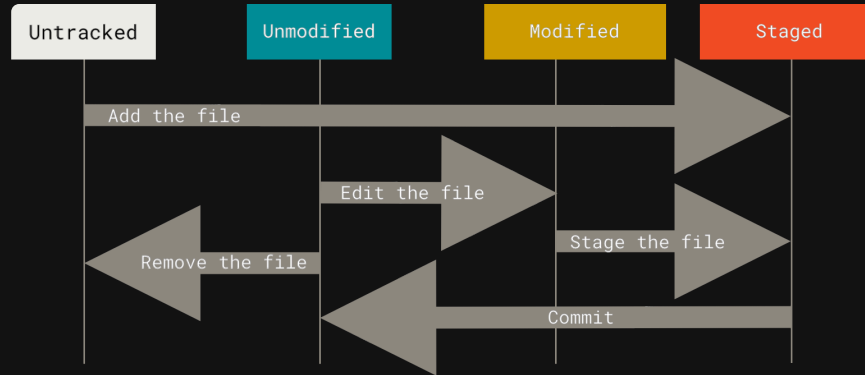 Untracked
Unmodified
Modified
Staged
Add the file
Edit the file
Stage the file
Remove the file
Commit